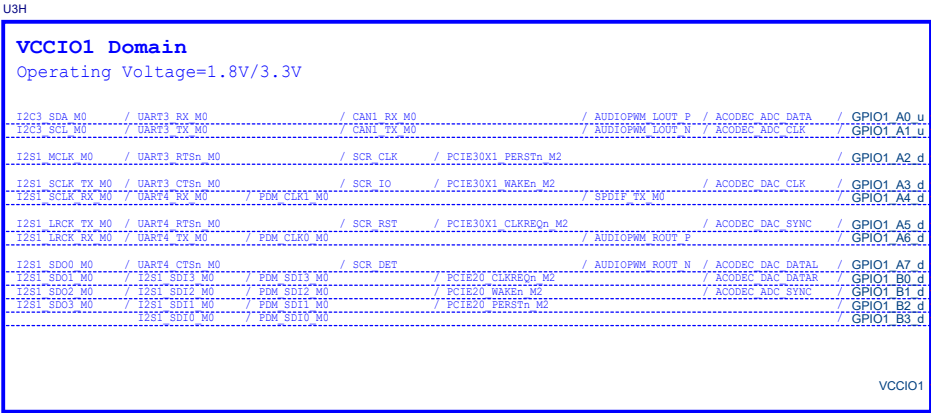 U3H
VCCIO1 Domain
Operating Voltage=1.8V/3.3V
I2C3_SDA_M0 / UART3_RX_M0 / CAN1_RX_M0 / AUDIOPWM_LOUT_P / ACODEC_ADC_DATA / GPIO1_A0_u
I2C3_SCL_M0 / UART3_TX_M0 / CAN1_TX_M0 / AUDIOPWM_LOUT_N / ACODEC_ADC_CLK / GPIO1_A1_u
I2S1_MCLK_M0 / UART3_RTSn_M0 / SCR_CLK / PCIE30X1_PERSTn_M2 / GPIO1_A2_d
I2S1_SCLK_TX_M0 / UART3_CTSn_M0 / SCR_IO / PCIE30X1_WAKEn_M2 / ACODEC_DAC_CLK / GPIO1_A3_d
I2S1_SCLK_RX_M0 / UART4_RX_M0 / PDM_CLK1_M0 / SPDIF_TX_M0 / GPIO1_A4_d
I2S1_LRCK_TX_M0 / UART4_RTSn_M0 / SCR_RST / PCIE30X1_CLKREQn_M2 / ACODEC_DAC_SYNC / GPIO1_A5_d
I2S1_LRCK_RX_M0 / UART4_TX_M0 / PDM_CLK0_M0 / AUDIOPWM_ROUT_P / GPIO1_A6_d
I2S1_SDO0_M0 / UART4_CTSn_M0 / SCR_DET / AUDIOPWM_ROUT_N / ACODEC_DAC_DATAL / GPIO1_A7_d
I2S1_SDO1_M0 / I2S1_SDI3_M0 / PDM_SDI3_M0 / PCIE20_CLKREQn_M2 / ACODEC_DAC_DATAR / GPIO1_B0_d
I2S1_SDO2_M0 / I2S1_SDI2_M0 / PDM_SDI2_M0 / PCIE20_WAKEn_M2 / ACODEC_ADC_SYNC / GPIO1_B1_d
I2S1_SDO3_M0 / I2S1_SDI1_M0 / PDM_SDI1_M0 / PCIE20_PERSTn_M2 / GPIO1_B2_d
I2S1_SDI0_M0 / PDM_SDI0_M0 / GPIO1_B3_d
VCCIO1